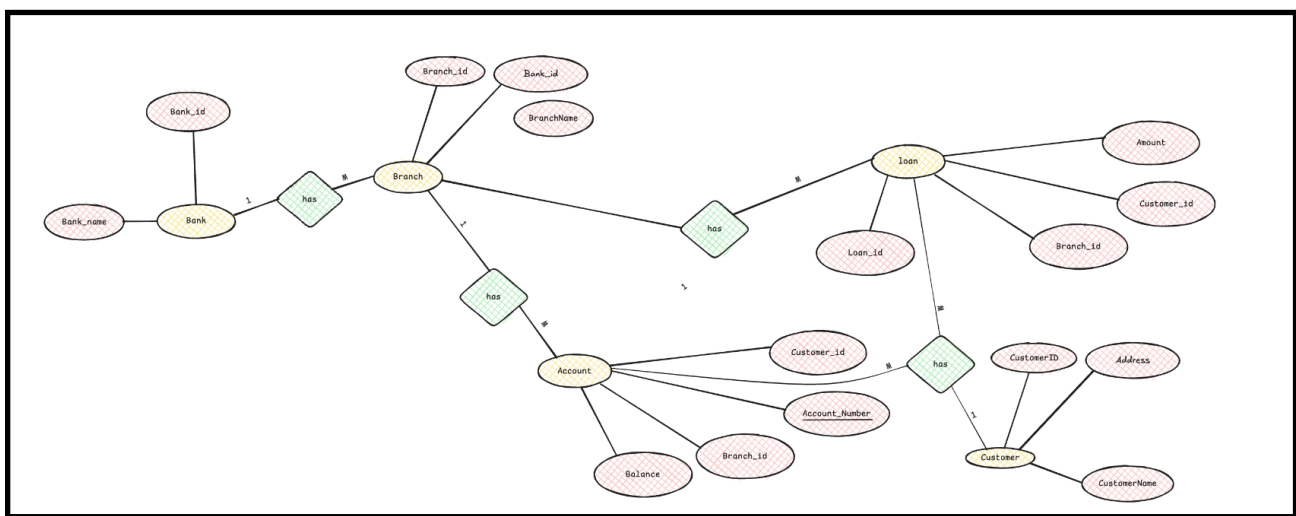 Branch_id
Bank_id
Bank_id
BranchName
Amount
loan
M
Branch
M
has
1
Customer_id
Bank_name
Bank
1
has
Branch_id
Loan_id
1
has
M
M
Customer_id
CustomerID
Address
M
has
Account
Account_Number
1
Branch_id
Customer
Balance
CustomerName